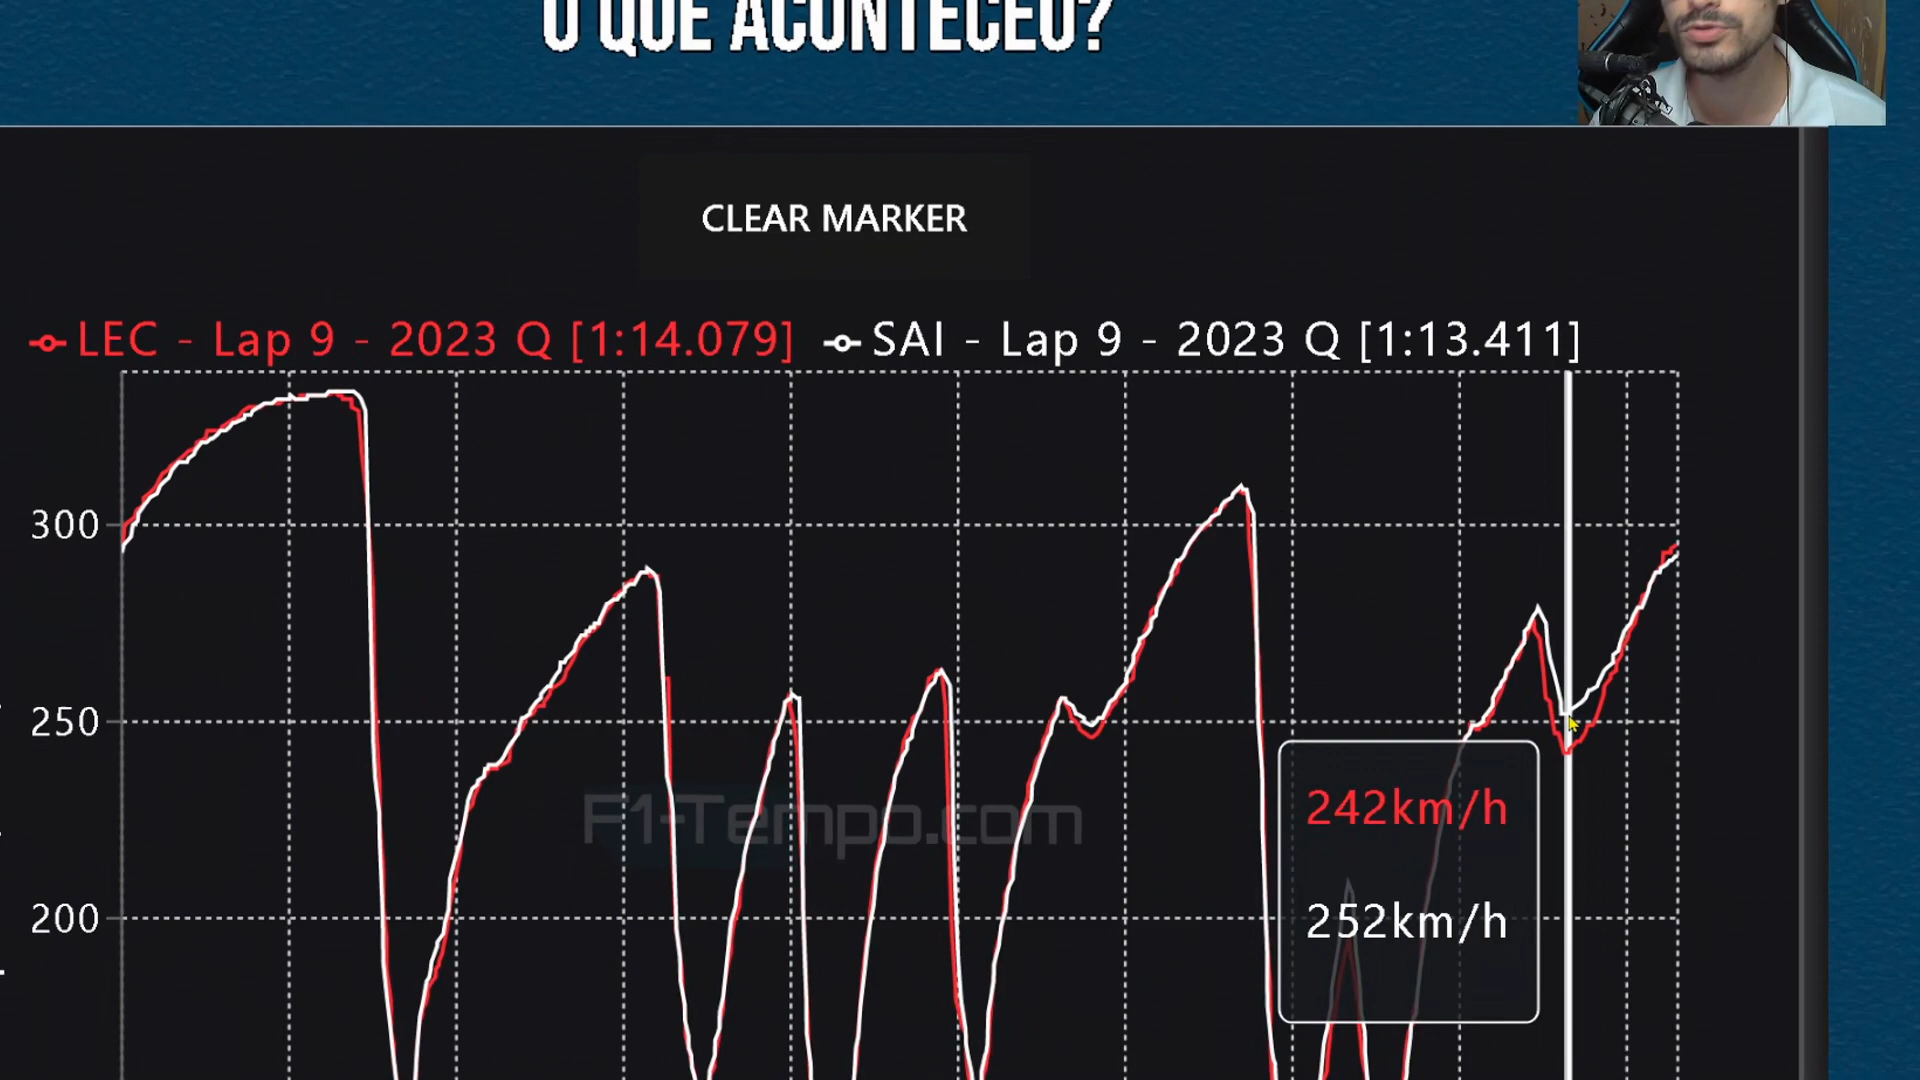 O QUE ACONTECEU?
CLEAR MARKER
LEC - Lap 9 - 2023 Q [1:14.079] SAI - Lap 9 - 2023 Q [1:13.411]
300
250
242km/h
F1-Tempo.com
200
252km/h